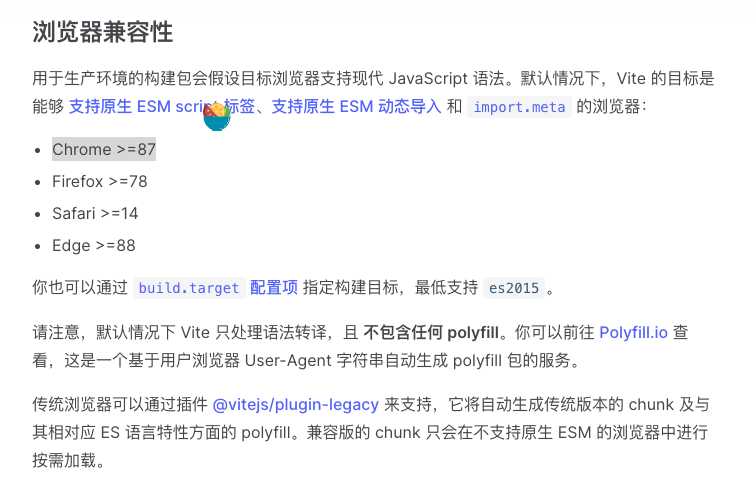 浏览器兼容性
用于生产环境的构建包会假设目标浏览器支持现代 JavaScript 语法。默认情况下，Vite 的目标是
能够 支持原生 ESM script 标签、支持原生 ESM 动态导入 和 import.meta 的浏览器：
Chrome >=87
Firefox >=78
Safari >=14
Edge >=88
你也可以通过 build.target 配置项 指定构建目标，最低支持 es2015。
请注意，默认情况下 Vite 只处理语法转译，且 不包含任何 polyfill。你可以前往 Polyfill.io 查
看，这是一个基于用户浏览器 User-Agent 字符串自动生成 polyfill 包的服务。
传统浏览器可以通过插件 @vitejs/plugin-legacy 来支持，它将自动生成传统版本的 chunk 及与
其相对应 ES 语言特性方面的 polyfill。兼容版的 chunk 只会在不支持原生 ESM 的浏览器中进行
按需加载。